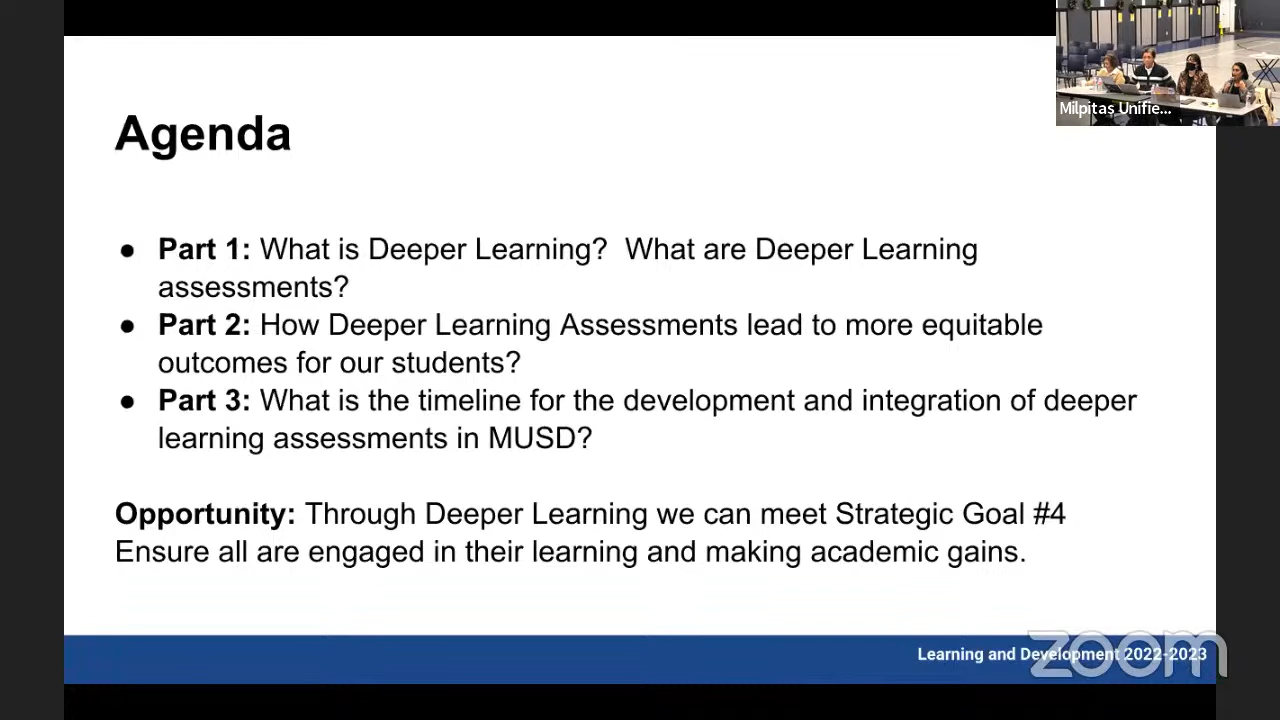 Milpitas Unifie...
Agenda
● Part 1: What is Deeper Learning? What are Deeper Learning
assessments?
● Part 2: How Deeper Learning Assessments lead to more equitable
outcomes for our students?
● Part 3: What is the timeline for the development and integration of deeper
learning assessments in MUSD?
Opportunity: Through Deeper Learning we can meet Strategic Goal #4
Ensure all are engaged in their learning and making academic gains.
Learning and Development 2022-2023
zoom